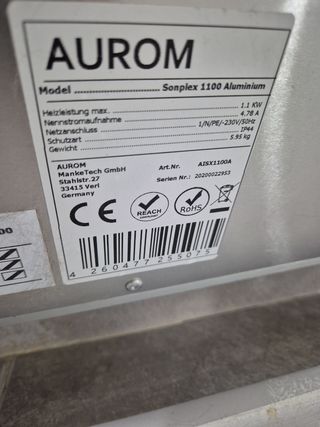 AUROM
Model Sonplex 1100 Aluminium
Heizleistung max. 1.1 KW
Nennstromaufnahme 4.78 A
Netzanschluss 1/N/PE/~230V/50Hz
Schutzart IP44
Gewicht 5.95 kg
AUROM
MankeTech GmbH
Stahlstr.27
33415 Verl
Germany
Art.Nr. AISX1100A
Serien Nr.: 20200022953
CE
REACH
RoHS
4 260477 255075
00